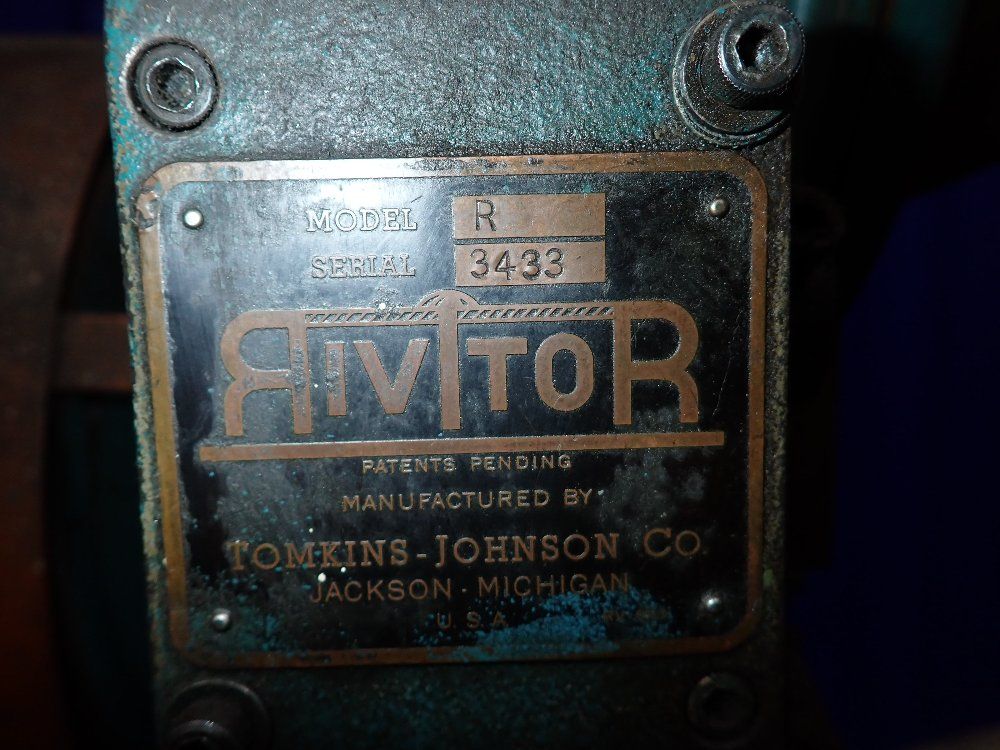 MODEL R
SERIAL 3433
RIVITOR
PATENTS PENDING
MANUFACTURED BY
TOMKINS-JOHNSON CO
JACKSON · MICHIGAN
U.S.A.